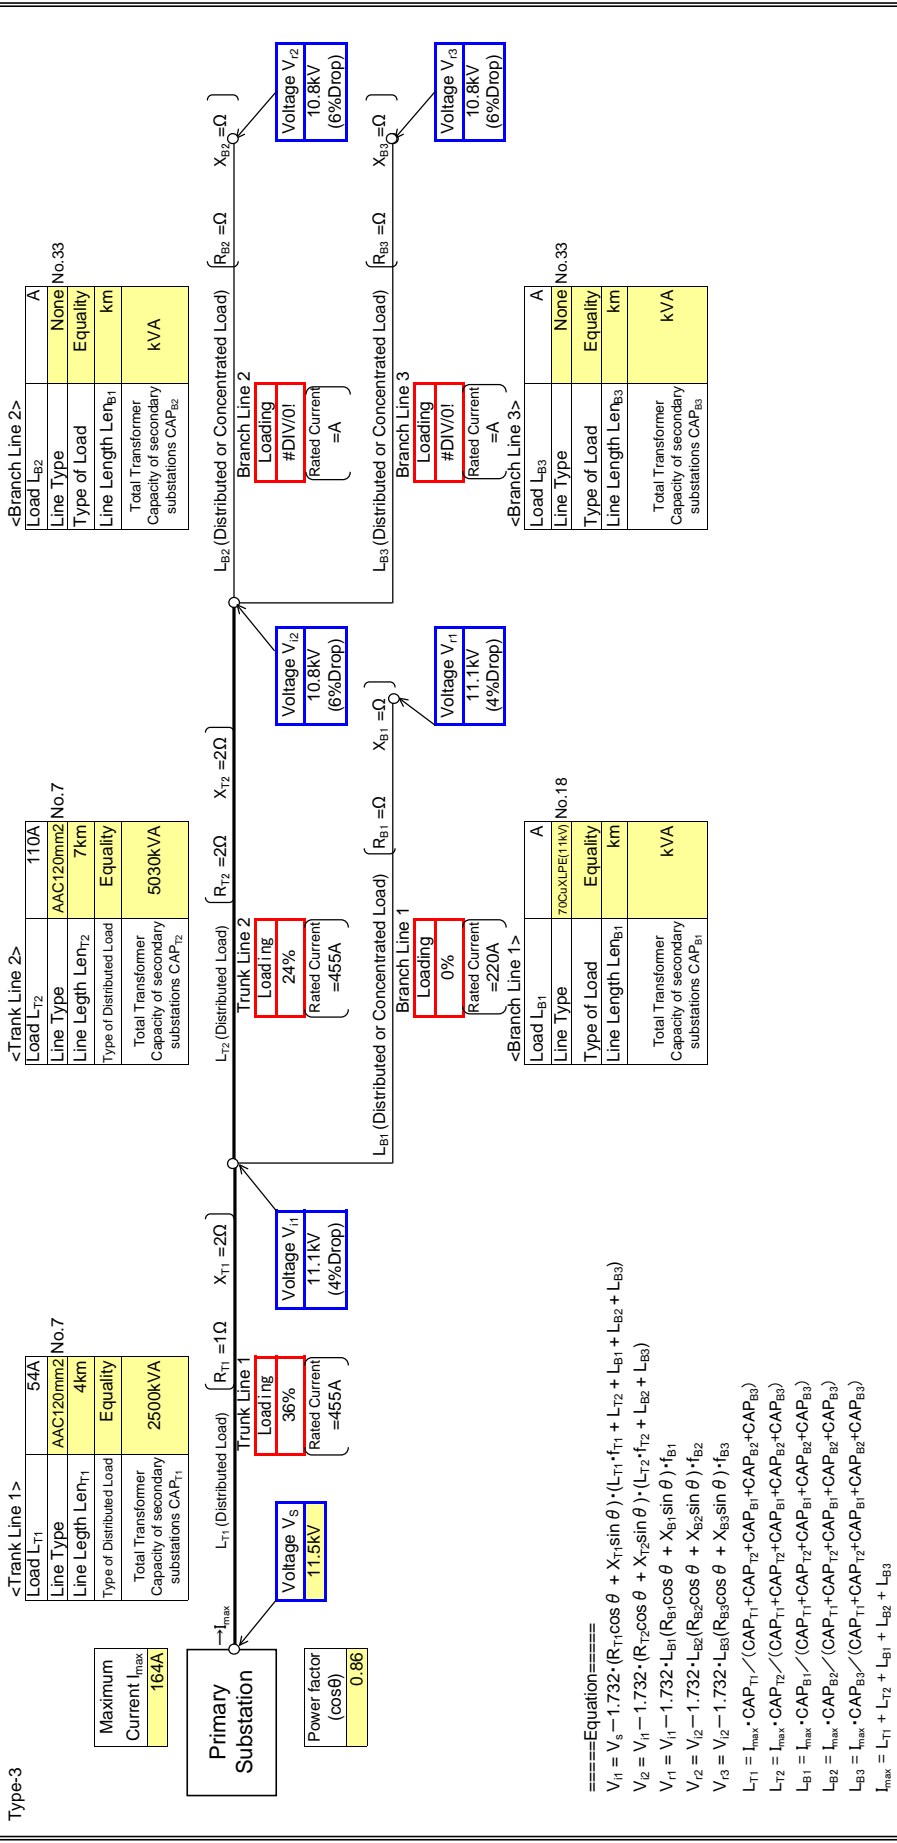 Type-3
<Trank Line 1>
Load LT1 54A
Line Type AAC120mm2 No.7
Line Legth LenT1 4km
Type of Distributed Load Equality
Total Transformer
Capacity of secondary
substations CAPT1
2500kVA
<Trank Line 2>
Load LT2 110A
Line Type AAC120mm2 No.7
Line Legth LenT2 7km
Type of Distributed Load Equality
Total Transformer
Capacity of secondary
substations CAPT2
5030kVA
<Branch Line 2>
Load LB2 A
Line Type None No.33
Type of Load Equality
Line Length LenB1 km
Total Transformer
Capacity of secondary
substations CAPB2
kVA
Maximum
Current Imax
164A
Primary
Substation
→Imax
Power factor
(cosθ)
0.86
Voltage VS
11.5kV
LT1 (Distributed Load)
RT1 =1Ω XT1 =2Ω
Trunk Line 1
Loading
36%
Rated Current
=455A
Voltage Vi1
11.1kV
(4%Drop)
LT2 (Distributed Load)
RT2 =2Ω XT2 =2Ω
Trunk Line 2
Loading
24%
Rated Current
=455A
Voltage Vi2
10.8kV
(6%Drop)
LB2 (Distributed or Concentrated Load)
RB2 =Ω XB2 =Ω
Branch Line 2
Loading
#DIV/0!
Rated Current
=A
Voltage Vr2
10.8kV
(6%Drop)
LB1 (Distributed or Concentrated Load)
RB1 =Ω XB1 =Ω
Branch Line 1
Loading
0%
Rated Current
=220A
Voltage Vr1
11.1kV
(4%Drop)
LB3 (Distributed or Concentrated Load)
RB3 =Ω XB3 =Ω
Branch Line 3
Loading
#DIV/0!
Rated Current
=A
Voltage Vr3
10.8kV
(6%Drop)
<Branch Line 1>
Load LB1 A
Line Type 70CuXLPE(11kV) No.18
Type of Load Equality
Line Length LenB1 km
Total Transformer
Capacity of secondary
substations CAPB1
kVA
<Branch Line 3>
Load LB3 A
Line Type None No.33
Type of Load Equality
Line Length LenB3 km
Total Transformer
Capacity of secondary
substations CAPB3
kVA
=====Equation=====
Vi1 = Vs−1.732·(RT1cos θ + XT1sin θ)·(LT1·fT1 + LT2 + LB1 + LB2 + LB3)
Vi2 = Vi1−1.732·(RT2cos θ + XT2sin θ)·(LT2·fT2 + LB2 + LB3)
Vr1 = Vi1−1.732·LB1(RB1cos θ + XB1sin θ)·fB1
Vr2 = Vi2−1.732·LB2(RB2cos θ + XB2sin θ)·fB2
Vr3 = Vi2−1.732·LB3(RB3cos θ + XB3sin θ)·fB3
LT1 = Imax·CAPT1／(CAPT1+CAPT2+CAPB1+CAPB2+CAPB3)
LT2 = Imax·CAPT2／(CAPT1+CAPT2+CAPB1+CAPB2+CAPB3)
LB1 = Imax·CAPB1／(CAPT1+CAPT2+CAPB1+CAPB2+CAPB3)
LB2 = Imax·CAPB2／(CAPT1+CAPT2+CAPB1+CAPB2+CAPB3)
LB3 = Imax·CAPB3／(CAPT1+CAPT2+CAPB1+CAPB2+CAPB3)
Imax = LT1 + LT2 + LB1 + LB2 + LB3